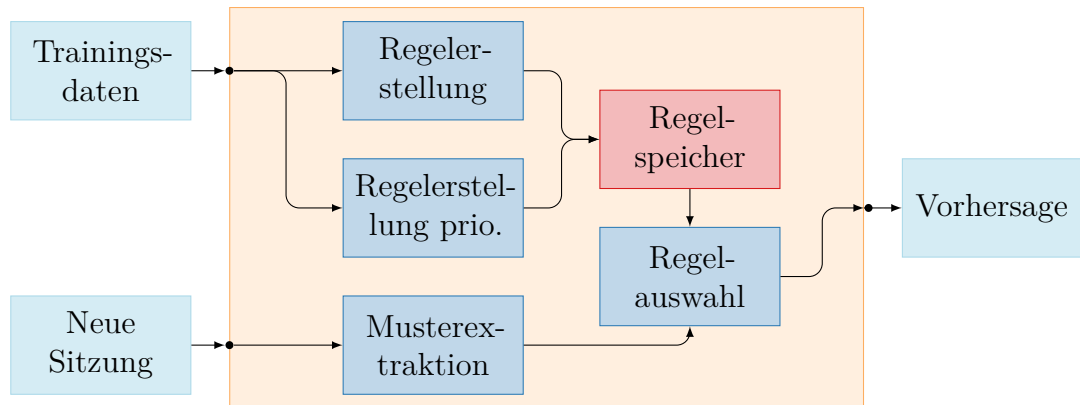 Trainings-
daten
Regeler-
stellung
Regel-
speicher
Regelerstel-
lung prio.
Vorhersage
Regel-
auswahl
Neue
Sitzung
Musterex-
traktion